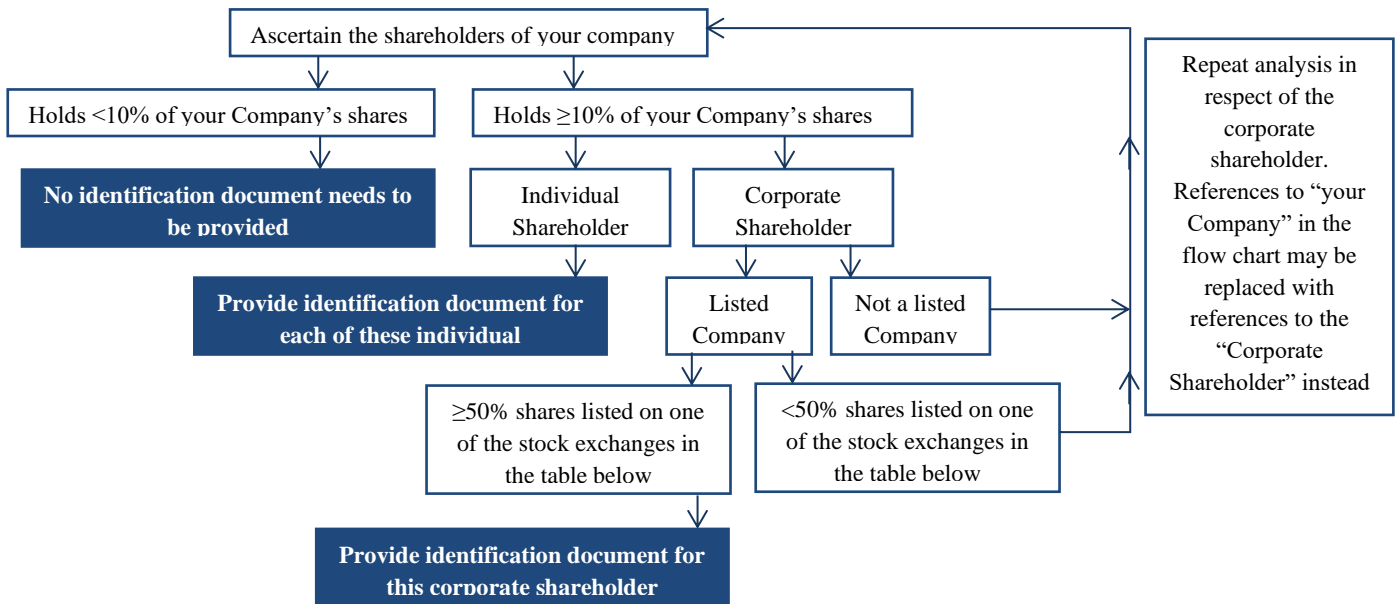 Ascertain the shareholders of your company
Holds <10% of your Company’s shares
Holds ≥10% of your Company’s shares
No identification document needs to
be provided
Individual
Shareholder
Corporate
Shareholder
Provide identification document for
each of these individual
Listed
Company
Not a listed
Company
≥50% shares listed on one
of the stock exchanges in
the table below
<50% shares listed on one
of the stock exchanges in
the table below
Provide identification document for
this corporate shareholder
Repeat analysis in
respect of the
corporate
shareholder.
References to “your
Company” in the
flow chart may be
replaced with
references to the
“Corporate
Shareholder” instead